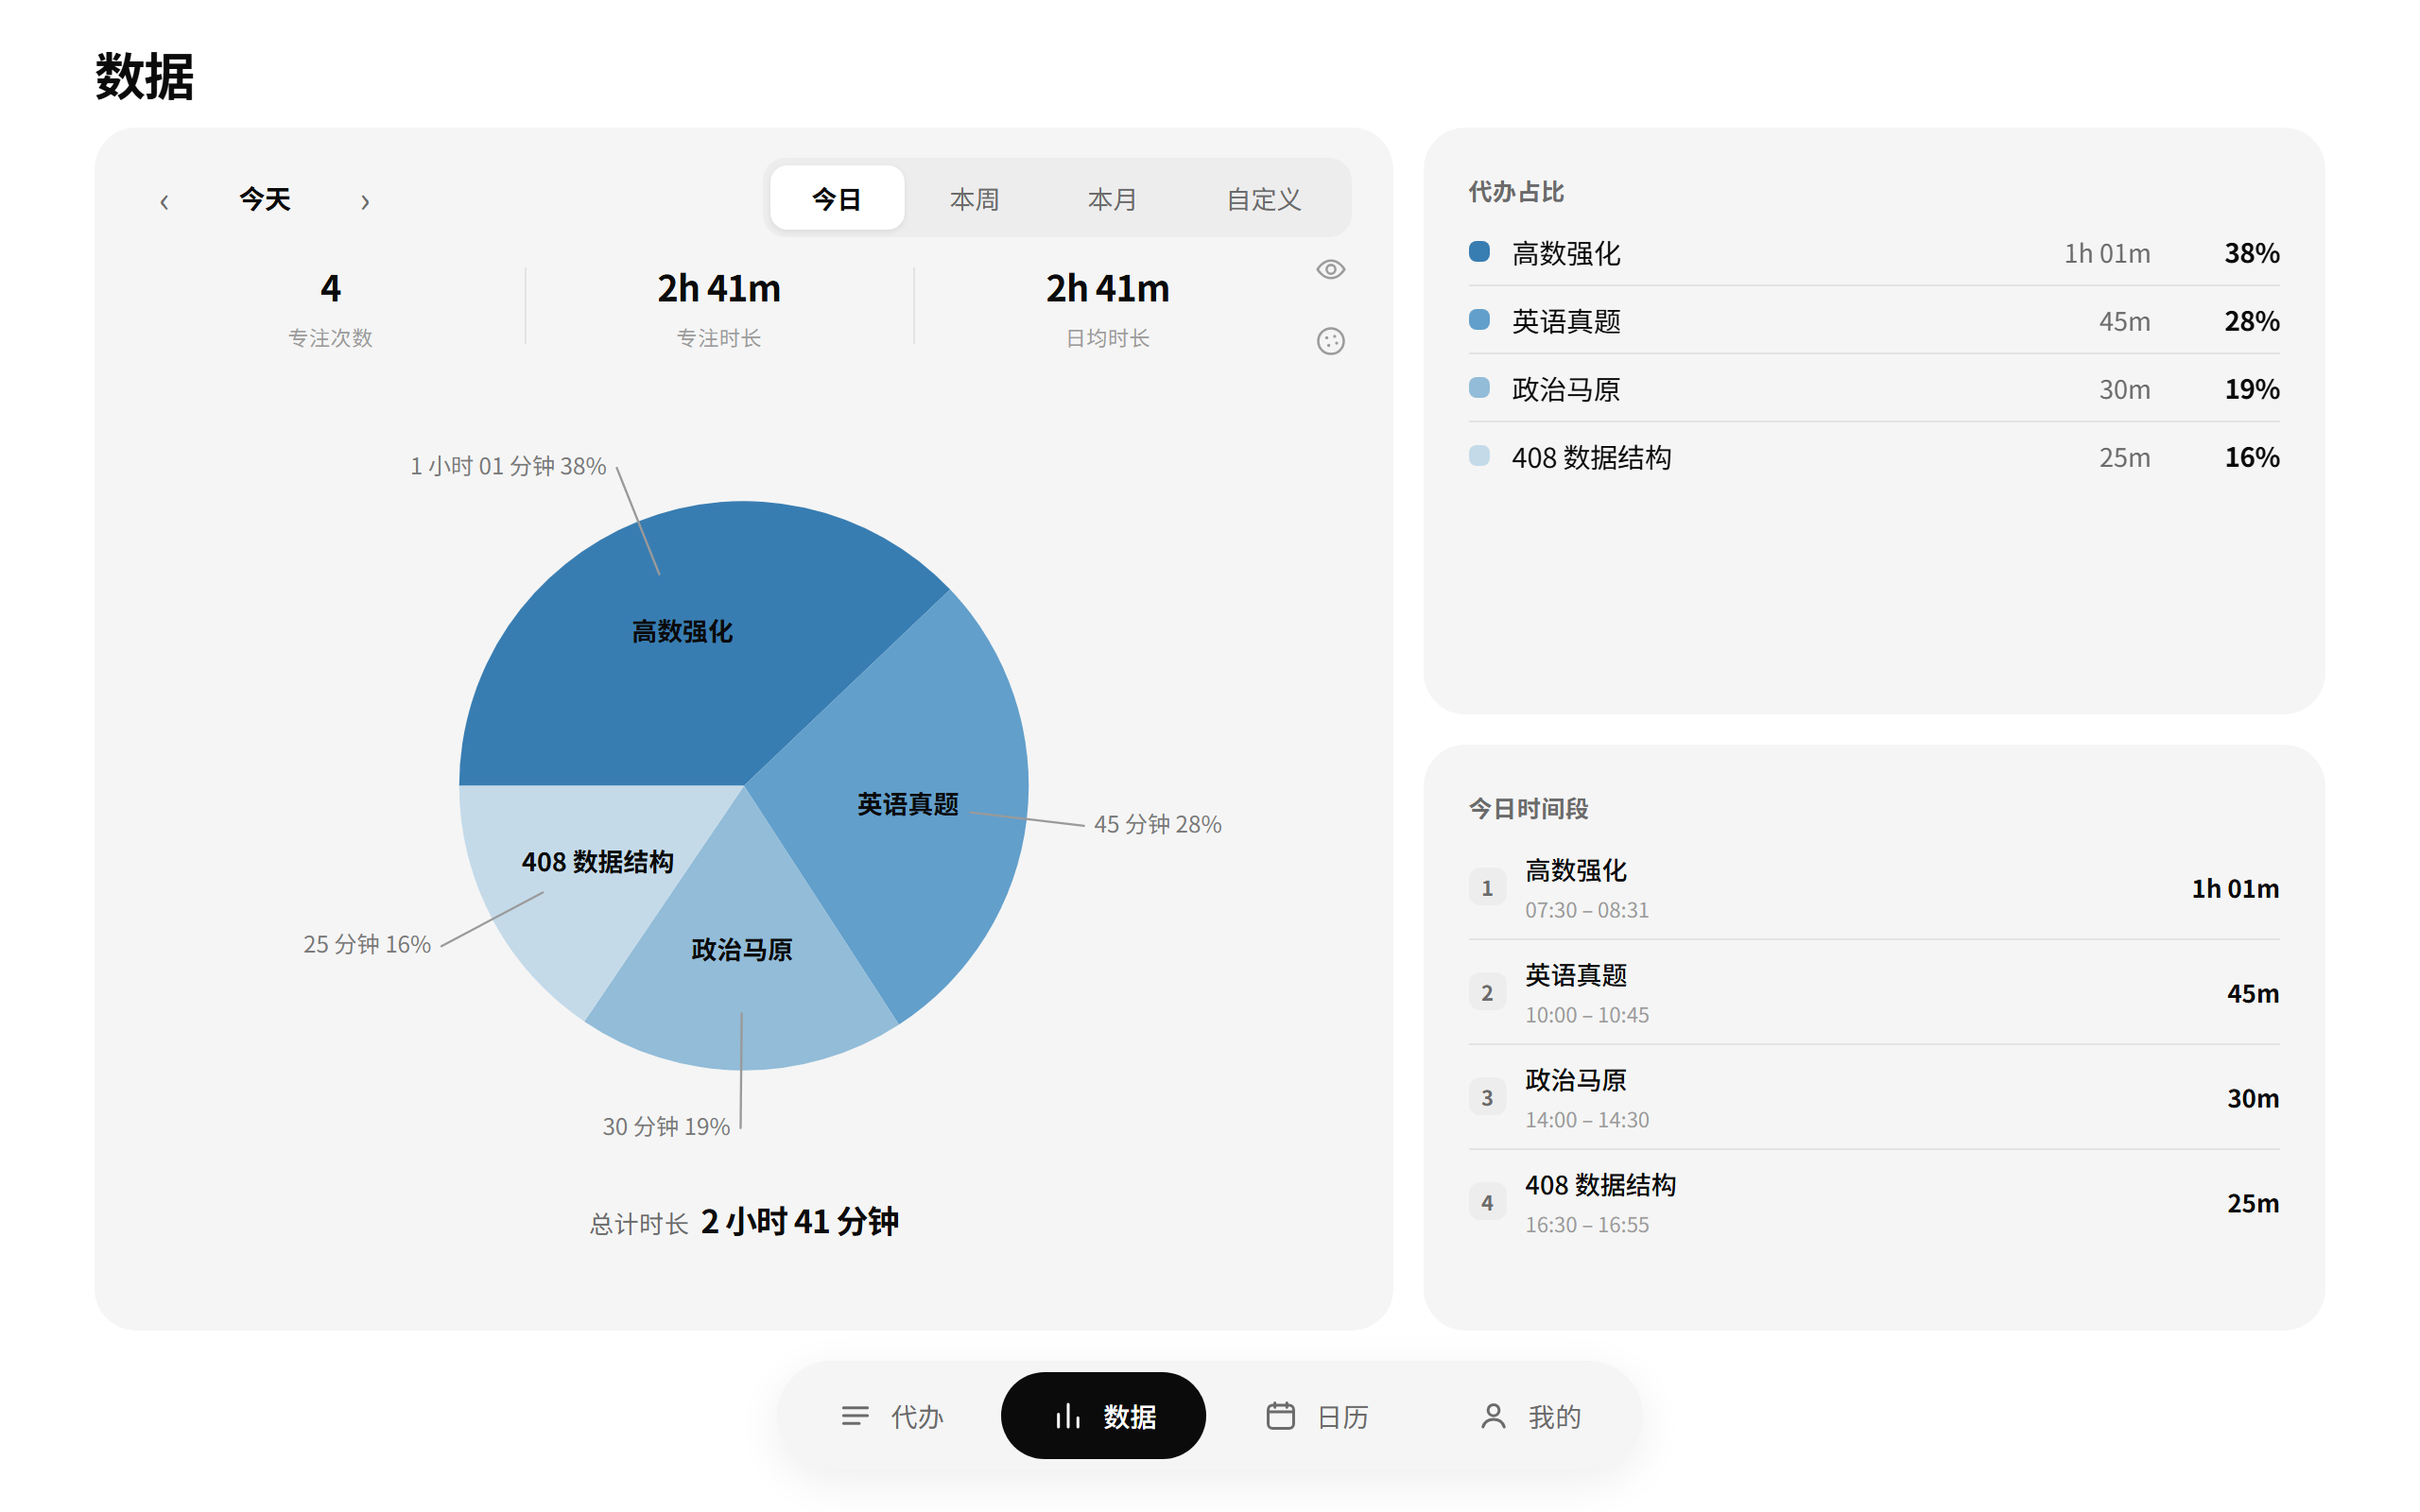 数据
‹ 今天 ›
今日 本周 本月 自定义
4 2h 41m 2h 41m
专注次数 专注时长 日均时长
1 小时 01 分钟 38%
高数强化
英语真题
45 分钟 28%
408 数据结构
25 分钟 16%
政治马原
30 分钟 19%
总计时长 2 小时 41 分钟
代办占比
高数强化 1h 01m 38%
英语真题 45m 28%
政治马原 30m 19%
408 数据结构 25m 16%
今日时间段
1 高数强化 1h 01m
07:30 – 08:31
2 英语真题 45m
10:00 – 10:45
3 政治马原 30m
14:00 – 14:30
4 408 数据结构 25m
16:30 – 16:55
代办 数据 日历 我的